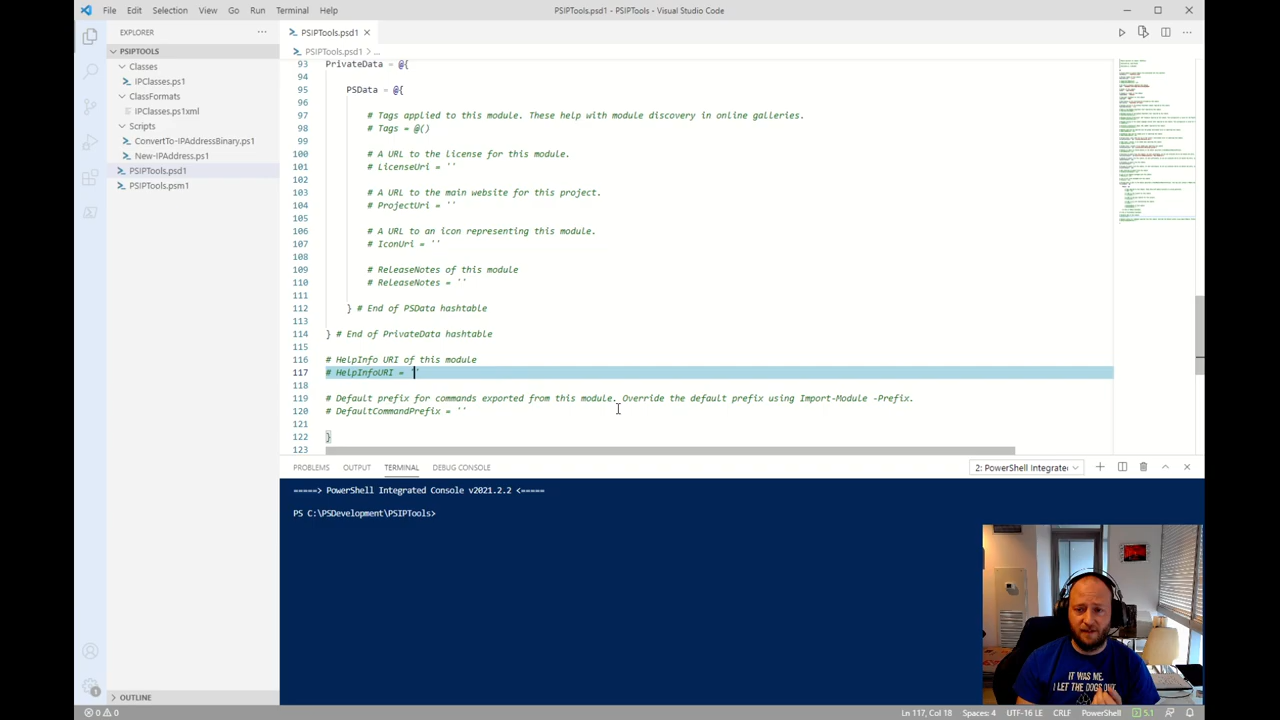 File Edit Selection View Go Run Terminal Help
PSIPTools.psd1 - PSIPTools - Visual Studio Code
EXPLORER
PSIPTOOLS
Classes
IPClasses.ps1
ClassFormats
IPClasses.ps1xml
Scripts
ConvertTo-IPAddressBinary.ps1
New-IPAddress.ps1
PSIPTools.psd1
PSIPTools.psm1
OUTLINE
PSIPTools.psd1
PSIPTools.psd1 > ...
93 PrivateData = @{
94
95 PSData = @{
96
97 # Tags applied to this module. These help with module discovery in online galleries.
98 # Tags = @()
99
100 # A URL to the license for this module.
101 # LicenseUri = ''
102
103 # A URL to the main website for this project.
104 # ProjectUri = ''
105
106 # A URL to an icon representing this module.
107 # IconUri = ''
108
109 # ReleaseNotes of this module
110 # ReleaseNotes = ''
111
112 } # End of PSData hashtable
113
114 } # End of PrivateData hashtable
115
116 # HelpInfo URI of this module
117 # HelpInfoURI = ''
118
119 # Default prefix for commands exported from this module. Override the default prefix using Import-Module -Prefix.
120 # DefaultCommandPrefix = ''
121
122 }
123
PROBLEMS OUTPUT TERMINAL DEBUG CONSOLE
2: PowerShell Integrate
=====> PowerShell Integrated Console v2021.2.2 <=====
PS C:\PSDevelopment\PSIPTools>
IT WAS ME.
I LET THE DOGS OUT.
0 0
Ln 117, Col 18 Spaces: 4 UTF-16 LE CRLF PowerShell 5.1